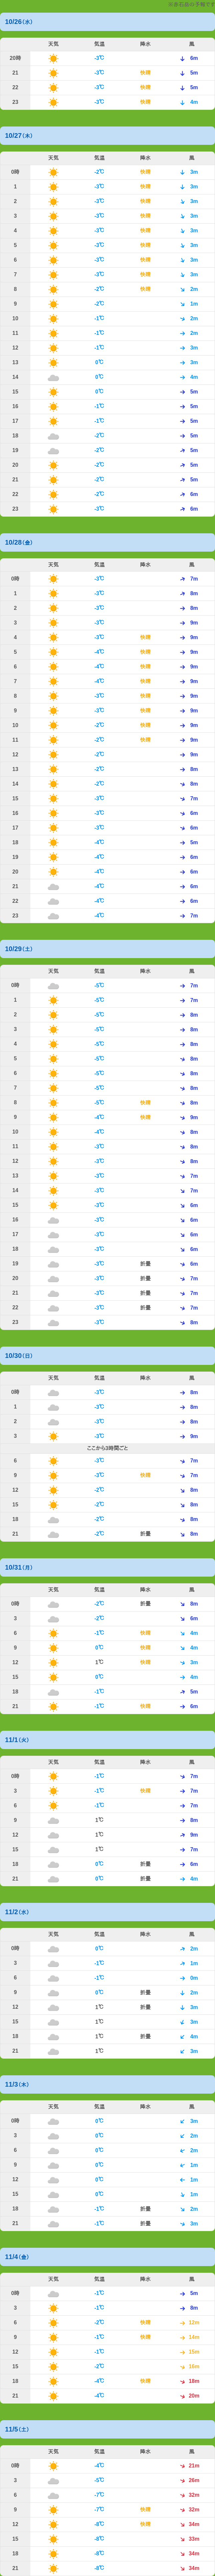 10/26（水）
天気 気温 降水 風
20時 -3℃ 6m
21 -3℃ 快晴 5m
22 -3℃ 快晴 5m
23 -3℃ 快晴 4m
10/27（木）
天気 気温 降水 風
0時 -2℃ 快晴 3m
1 -3℃ 快晴 3m
2 -3℃ 快晴 3m
3 -3℃ 快晴 3m
4 -3℃ 快晴 3m
5 -3℃ 快晴 3m
6 -3℃ 快晴 3m
7 -3℃ 快晴 3m
8 -2℃ 快晴 2m
9 -2℃ 1m
10 -1℃ 2m
11 -1℃ 2m
12 -1℃ 3m
13 0℃ 3m
14 0℃ 4m
15 0℃ 5m
16 -1℃ 5m
17 -1℃ 5m
18 -2℃ 5m
19 -2℃ 5m
20 -2℃ 5m
21 -2℃ 5m
22 -2℃ 6m
23 -3℃ 6m
10/28（金）
天気 気温 降水 風
0時 -3℃ 7m
1 -3℃ 8m
2 -3℃ 8m
3 -3℃ 9m
4 -3℃ 快晴 9m
5 -4℃ 快晴 9m
6 -4℃ 快晴 9m
7 -4℃ 快晴 9m
8 -3℃ 快晴 9m
9 -3℃ 快晴 9m
10 -2℃ 快晴 9m
11 -2℃ 快晴 9m
12 -2℃ 9m
13 -2℃ 8m
14 -2℃ 8m
15 -3℃ 7m
16 -3℃ 6m
17 -3℃ 6m
18 -4℃ 5m
19 -4℃ 6m
20 -4℃ 6m
21 -4℃ 6m
22 -4℃ 6m
23 -4℃ 7m
10/29（土）
天気 気温 降水 風
0時 -5℃ 7m
1 -5℃ 7m
2 -5℃ 8m
3 -5℃ 8m
4 -5℃ 8m
5 -5℃ 8m
6 -5℃ 8m
7 -5℃ 8m
8 -5℃ 快晴 8m
9 -4℃ 快晴 9m
10 -4℃ 8m
11 -3℃ 8m
12 -3℃ 8m
13 -3℃ 7m
14 -3℃ 7m
15 -3℃ 6m
16 -3℃ 6m
17 -3℃ 6m
18 -3℃ 6m
19 -3℃ 折曇 6m
20 -3℃ 折曇 7m
21 -3℃ 折曇 7m
22 -3℃ 折曇 7m
23 -3℃ 8m
10/30（日）
天気 気温 降水 風
0時 -3℃ 8m
1 -3℃ 8m
2 -3℃ 8m
3 -3℃ 9m
ここから3時間ごと
6 -3℃ 7m
9 -3℃ 快晴 7m
12 -2℃ 8m
15 -2℃ 8m
18 -2℃ 8m
21 -2℃ 折曇 8m
10/31（月）
天気 気温 降水 風
0時 -2℃ 折曇 8m
3 -2℃ 6m
6 -1℃ 快晴 4m
9 0℃ 快晴 4m
12 1℃ 快晴 3m
15 0℃ 4m
18 -1℃ 5m
21 -1℃ 快晴 6m
11/1（火）
天気 気温 降水 風
0時 -1℃ 7m
3 -1℃ 快晴 7m
6 -1℃ 7m
9 1℃ 8m
12 1℃ 9m
15 1℃ 7m
18 0℃ 折曇 6m
21 0℃ 折曇 4m
11/2（水）
天気 気温 降水 風
0時 0℃ 2m
3 -1℃ 1m
6 -1℃ 0m
9 0℃ 折曇 2m
12 1℃ 折曇 3m
15 1℃ 3m
18 1℃ 折曇 4m
21 1℃ 3m
11/3（木）
天気 気温 降水 風
0時 0℃ 3m
3 0℃ 2m
6 0℃ 2m
9 0℃ 1m
12 0℃ 1m
15 0℃ 1m
18 -1℃ 折曇 2m
21 -1℃ 折曇 3m
11/4（金）
天気 気温 降水 風
0時 -1℃ 5m
3 -1℃ 8m
6 -2℃ 快晴 12m
9 -1℃ 快晴 14m
12 -1℃ 15m
15 -2℃ 16m
18 -4℃ 快晴 18m
21 -4℃ 20m
11/5（土）
天気 気温 降水 風
0時 -4℃ 21m
3 -5℃ 26m
6 -7℃ 32m
9 -7℃ 快晴 32m
12 -8℃ 快晴 34m
15 -8℃ 33m
18 -8℃ 34m
21 -8℃ 34m